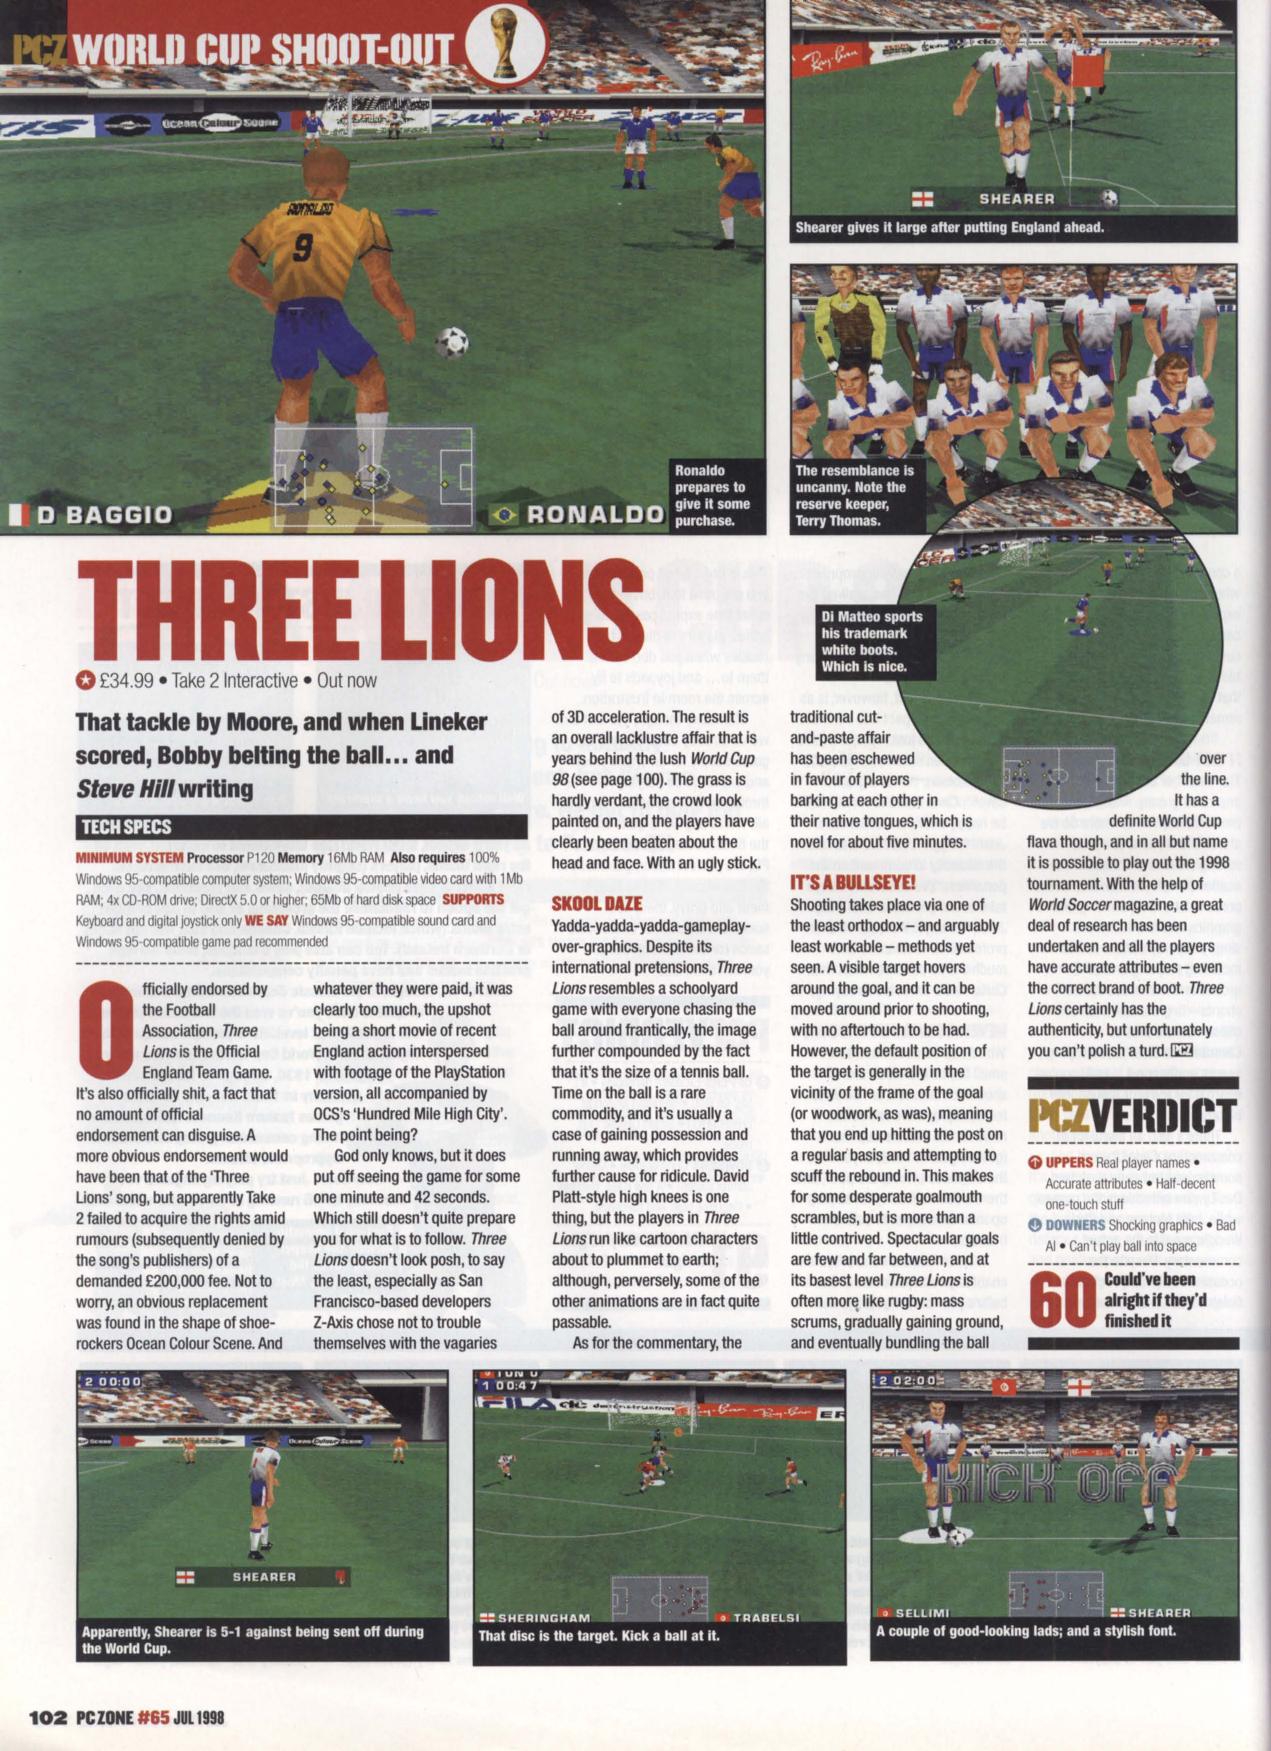 PCZ WORLD CUP SHOOT-OUT
Ocean Colour Scene
RONALDO
9
D BAGGIO
RONALDO
Ronaldo
prepares to
give it some
purchase.
Ray-Ban
SHEARER
Shearer gives it large after putting England ahead.
The resemblance is
uncanny. Note the
reserve keeper,
Terry Thomas.
Di Matteo sports
his trademark
white boots.
Which is nice.
THREE LIONS
£34.99 • Take 2 Interactive • Out now
That tackle by Moore, and when Lineker
scored, Bobby belting the ball... and
Steve Hill writing
TECH SPECS
MINIMUM SYSTEM Processor P120 Memory 16Mb RAM Also requires 100%
Windows 95-compatible computer system; Windows 95-compatible video card with 1Mb
RAM; 4x CD-ROM drive; DirectX 5.0 or higher; 65Mb of hard disk space SUPPORTS
Keyboard and digital joystick only WE SAY Windows 95-compatible sound card and
Windows 95-compatible game pad recommended
Officially endorsed by
the Football
Association, Three
Lions is the Official
England Team Game.
It's also officially shit, a fact that
no amount of official
endorsement can disguise. A
more obvious endorsement would
have been that of the 'Three
Lions' song, but apparently Take
2 failed to acquire the rights amid
rumours (subsequently denied by
the song's publishers) of a
demanded £200,000 fee. Not to
worry, an obvious replacement
was found in the shape of shoe-
rockers Ocean Colour Scene. And
whatever they were paid, it was
clearly too much, the upshot
being a short movie of recent
England action interspersed
with footage of the PlayStation
version, all accompanied by
OCS's 'Hundred Mile High City'.
The point being?
God only knows, but it does
put off seeing the game for some
one minute and 42 seconds.
Which still doesn't quite prepare
you for what is to follow. Three
Lions doesn't look posh, to say
the least, especially as San
Francisco-based developers
Z-Axis chose not to trouble
themselves with the vagaries
of 3D acceleration. The result is
an overall lacklustre affair that is
years behind the lush World Cup
98 (see page 100). The grass is
hardly verdant, the crowd look
painted on, and the players have
clearly been beaten about the
head and face. With an ugly stick.
SKOOL DAZE
Yadda-yadda-yadda-gameplay-
over-graphics. Despite its
international pretensions, Three
Lions resembles a schoolyard
game with everyone chasing the
ball around frantically, the image
further compounded by the fact
that it's the size of a tennis ball.
Time on the ball is a rare
commodity, and it's usually a
case of gaining possession and
running away, which provides
further cause for ridicule. David
Platt-style high knees is one
thing, but the players in Three
Lions run like cartoon characters
about to plummet to earth;
although, perversely, some of the
other animations are in fact quite
passable.
As for the commentary, the
traditional cut-
and-paste affair
has been eschewed
in favour of players
barking at each other in
their native tongues, which is
novel for about five minutes.
IT'S A BULLSEYE!
Shooting takes place via one of
the least orthodox – and arguably
least workable – methods yet
seen. A visible target hovers
around the goal, and it can be
moved around prior to shooting,
with no aftertouch to be had.
However, the default position of
the target is generally in the
vicinity of the frame of the goal
(or woodwork, as was), meaning
that you end up hitting the post on
a regular basis and attempting to
scuff the rebound in. This makes
for some desperate goalmouth
scrambles, but is more than a
little contrived. Spectacular goals
are few and far between, and at
its basest level Three Lions is
often more like rugby: mass
scrums, gradually gaining ground,
and eventually bundling the ball
over
the line.
It has a
definite World Cup
flava though, and in all but name
it is possible to play out the 1998
tournament. With the help of
World Soccer magazine, a great
deal of research has been
undertaken and all the players
have accurate attributes – even
the correct brand of boot. Three
Lions certainly has the
authenticity, but unfortunately
you can't polish a turd. PCZ
PCZVERDICT
UPPERS Real player names •
Accurate attributes • Half-decent
one-touch stuff
DOWNERS Shocking graphics • Bad
AI • Can't play ball into space
60
Could've been
alright if they'd
finished it
2 00:00
Ocean Colour Scene
SHEARER
Apparently, Shearer is 5-1 against being sent off during
the World Cup.
TUN 0
1 00:47
FILA
Ray-Ban
SHERINGHAM
TRABELSI
That disc is the target. Kick a ball at it.
2 02:00
KICK OFF
SELLIMI
SHEARER
A couple of good-looking lads; and a stylish font.
102 PC ZONE #65 JUL 1998